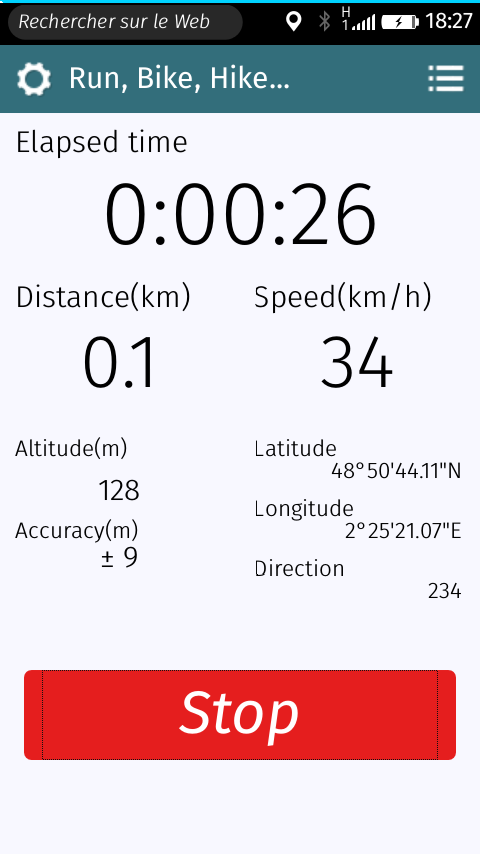 Rechercher sur le Web
H
1
18:27
Run, Bike, Hike...
Elapsed time
0:00:26
Distance(km)
0.1
Speed(km/h)
34
Altitude(m)
128
Accuracy(m)
± 9
Latitude
48°50'44.11"N
Longitude
2°25'21.07"E
Direction
234
Stop